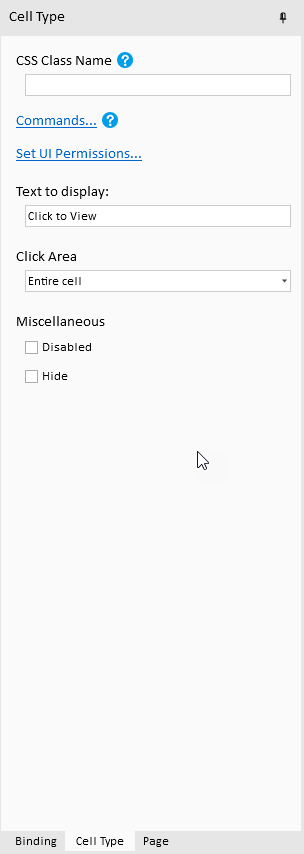 Cell Type
CSS Class Name ?
Commands... ?
Set UI Permissions...
Text to display:
Click to View
Click Area
Entire cell
Miscellaneous
Disabled
Hide
Binding Cell Type Page